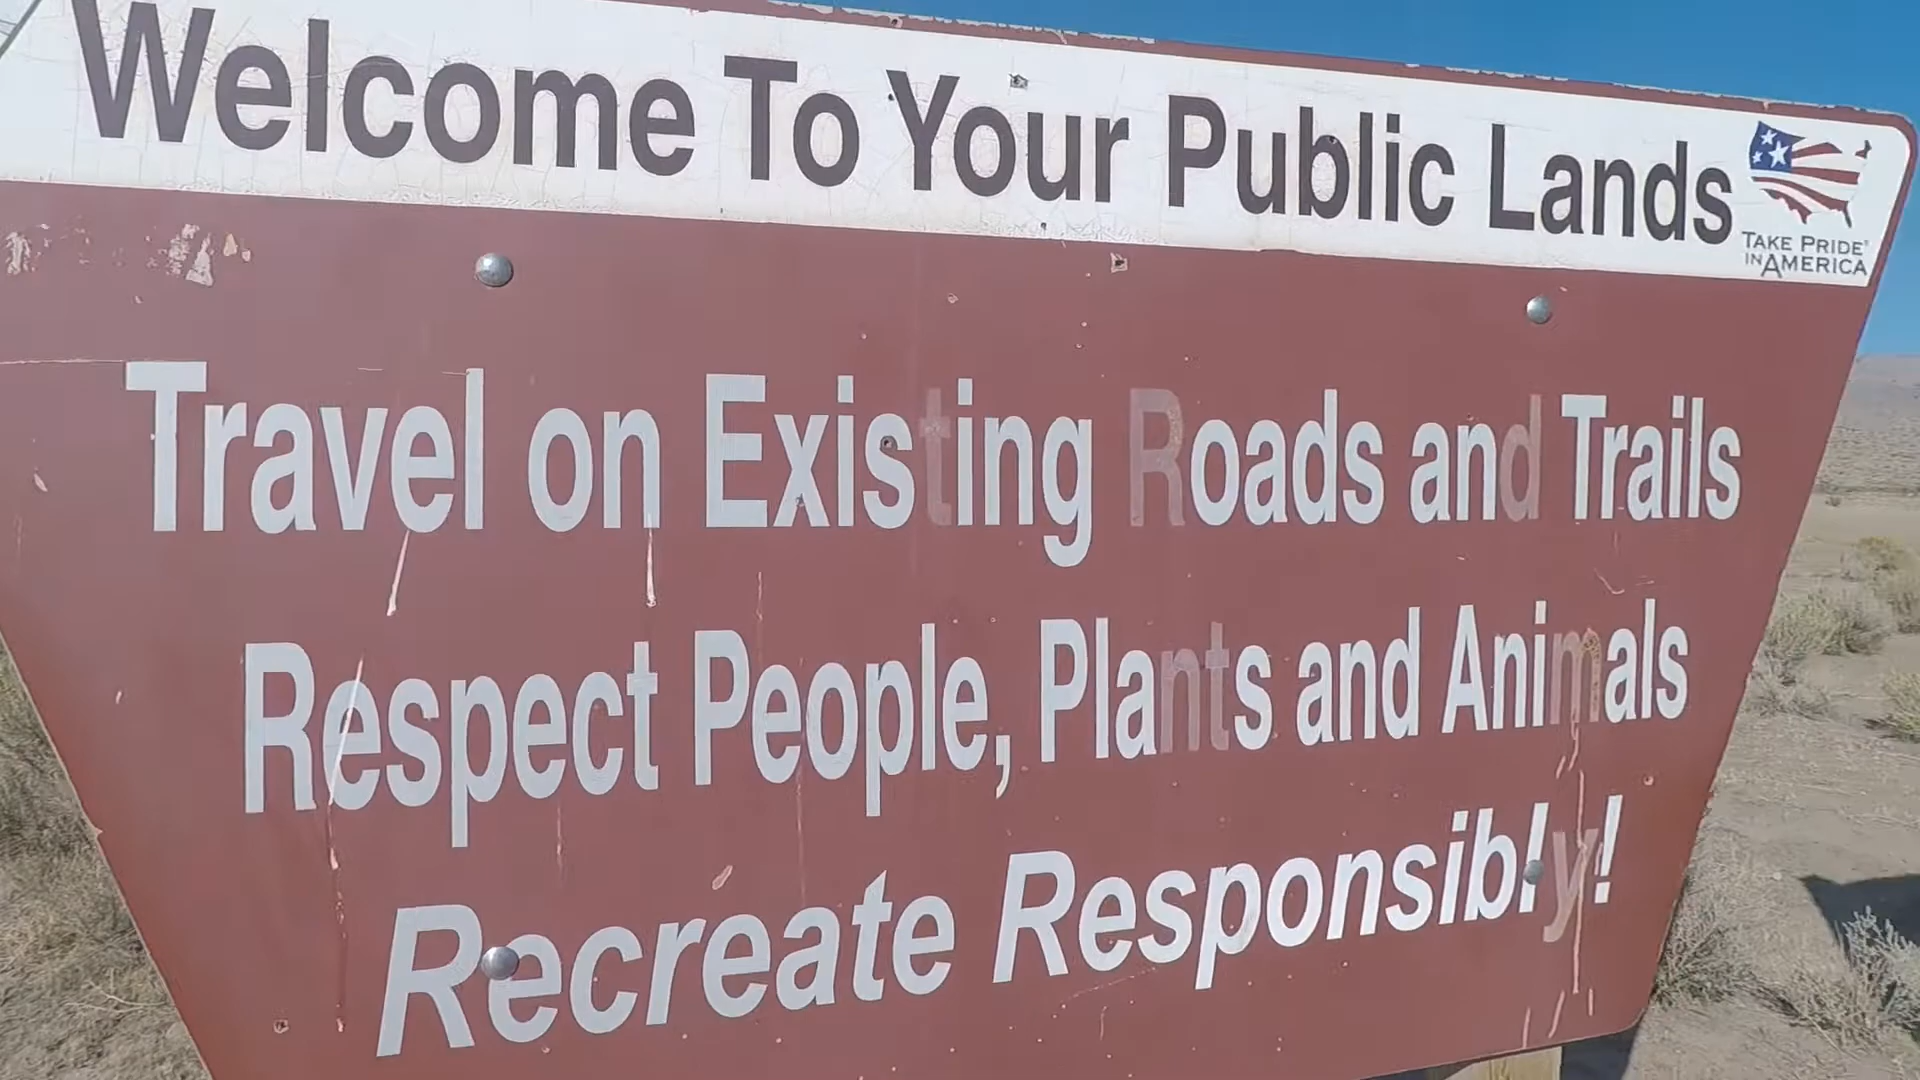 Welcome To Your Public Lands
TAKE PRIDE®
IN AMERICA
Travel on Existing Roads and Trails
Respect People, Plants and Animals
Recreate Responsibly!